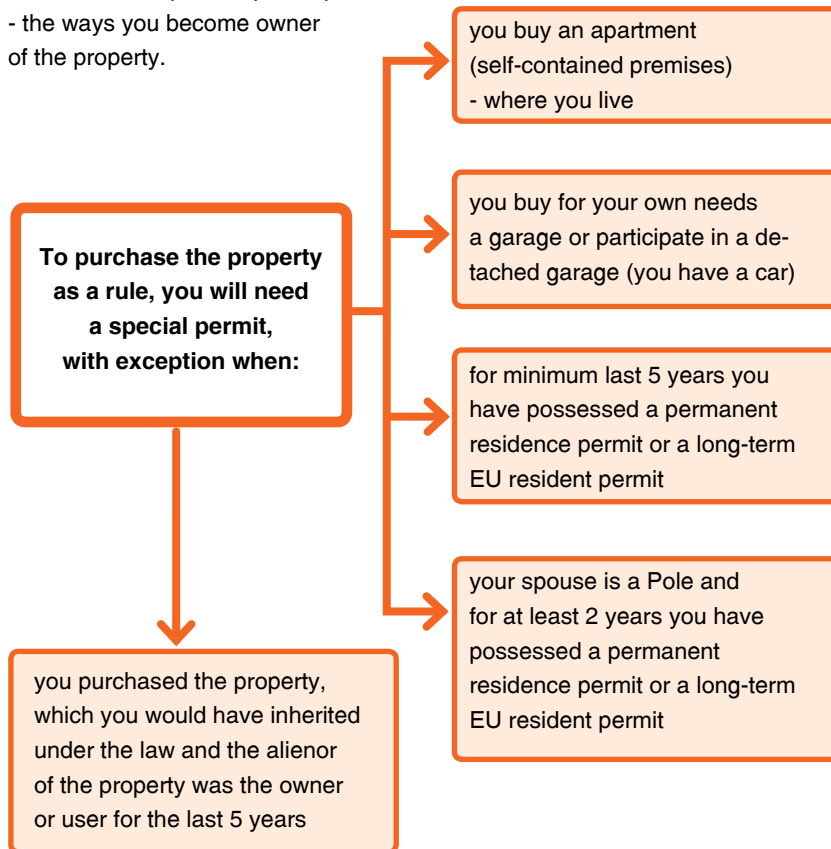 - the ways you become owner
of the property.
you buy an apartment
(self-contained premises)
- where you live
you buy for your own needs
a garage or participate in a de-
tached garage (you have a car)
To purchase the property
as a rule, you will need
a special permit,
with exception when:
for minimum last 5 years you
have possessed a permanent
residence permit or a long-term
EU resident permit
your spouse is a Pole and
for at least 2 years you have
possessed a permanent
residence permit or a long-term
EU resident permit
you purchased the property,
which you would have inherited
under the law and the alienor
of the property was the owner
or user for the last 5 years